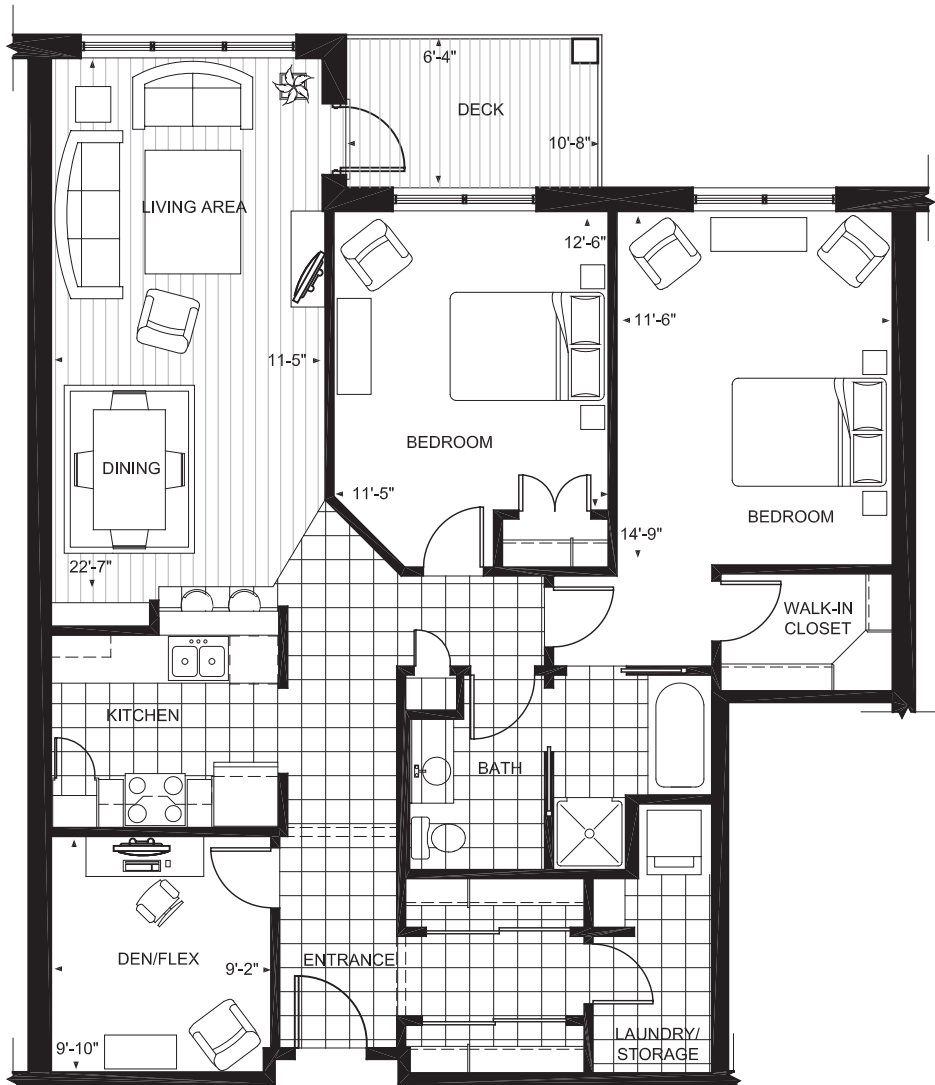 6'-4"
DECK
10'-8"
LIVING AREA
12'-6"
11'-6"
11-5"
BEDROOM
DINING
11'-5"
BEDROOM
14'-9"
22'-7"
WALK-IN
CLOSET
KITCHEN
BATH
DEN/FLEX
9'-2"
ENTRANCE
9'-10"
LAUNDRY/
STORAGE